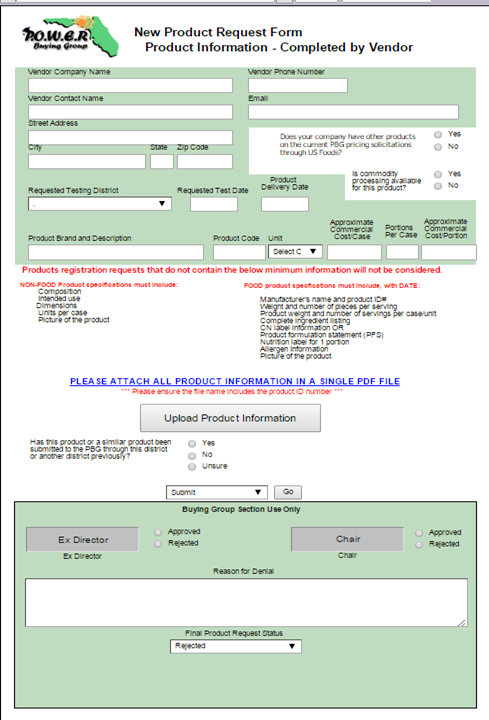 P.O.W.E.R
Buying Group
New Product Request Form
Product Information - Completed by Vendor
Vendor Company Name
Vendor Phone Number
Vendor Contact Name
Email
Street Address
City
State
Zip Code
Does your company have other products
on the current PBG pricing solicitations
through US Foods?
Yes
No
Is commodity
processing available
for this product?
Yes
No
Requested Testing District
Requested Test Date
Product
Delivery Date
.
Product Brand and Description
Product Code
Unit
Approximate
Commercial
Cost/Case
Portions
Per Case
Approximate
Commercial
Cost/Portion
Select C
Products registration requests that do not contain the below minimum information will not be considered.
NON-FOOD Product specifications must include:
Composition
Intended use
Dimensions
Units per case
Picture of the product
FOOD product specifications must include, with DATE:
Manufacturer's name and product ID#
Weight and number of pieces per serving
Product weight and number of servings per case/unit
Complete ingredient listing
CN label information OR
Product formulation statement (PFS)
Nutrition label for 1 portion
Allergen information
Picture of the product
PLEASE ATTACH ALL PRODUCT INFORMATION IN A SINGLE PDF FILE
*** Please ensure the file name includes the product ID number ***
Upload Product Information
Has this product or a similar product been
submitted to the PBG through this district
or another district previously?
Yes
No
Unsure
Submit
Go
Buying Group Section Use Only
Ex Director
Approved
Rejected
Ex Director
Chair
Approved
Rejected
Chair
Reason for Denial
Final Product Request Status
Rejected